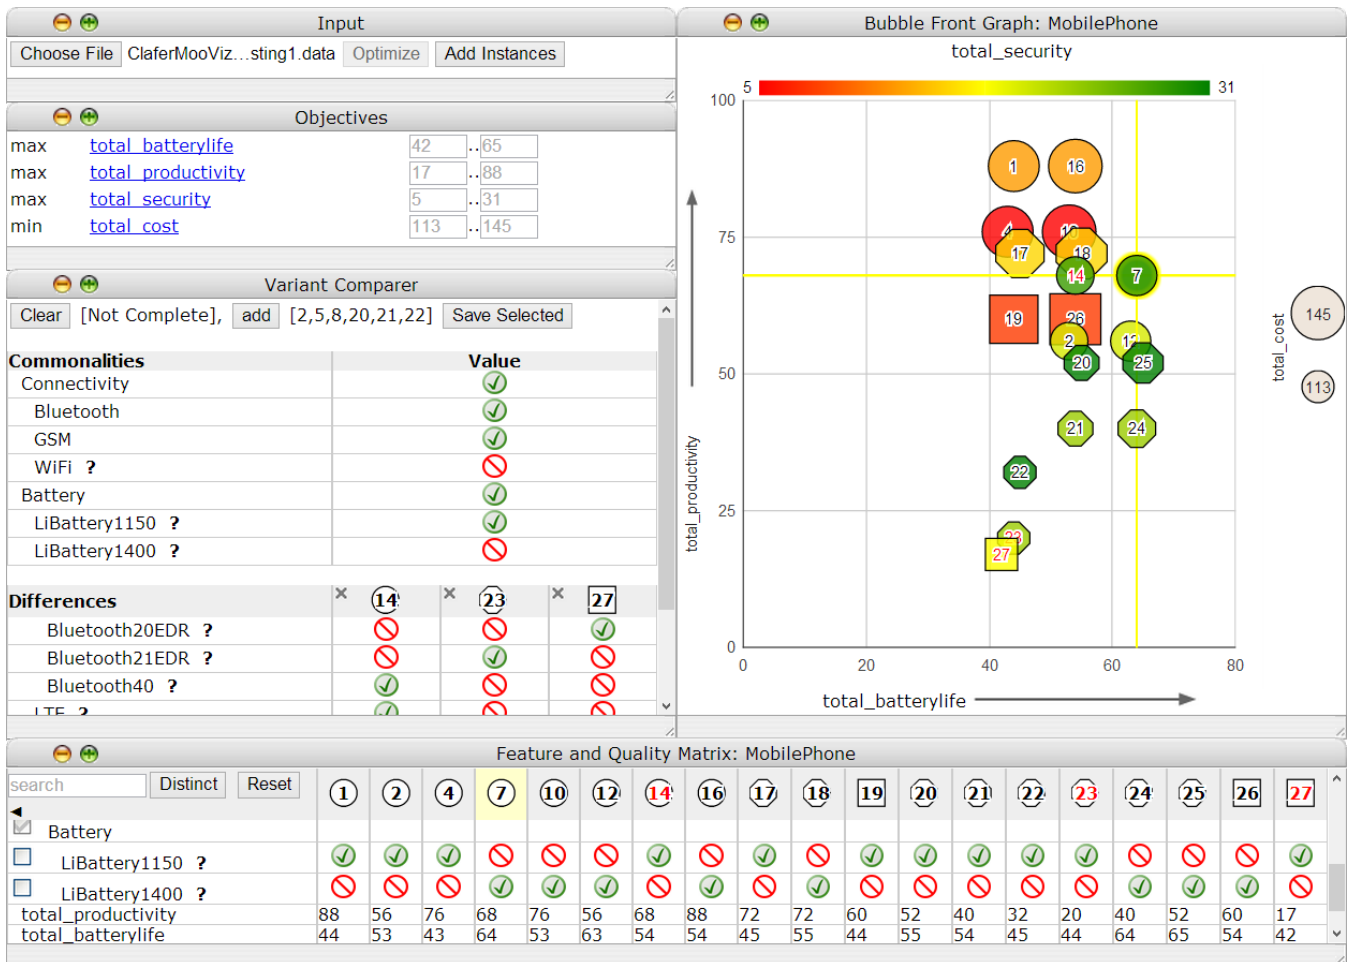 Input
Choose File ClaferMooViz...sting1.data Optimize Add Instances
Objectives
max total_batterylife 42 .. 65
max total_productivity 17 .. 88
max total_security 5 .. 31
min total_cost 113 .. 145
Variant Comparer
Clear [Not Complete], add [2,5,8,20,21,22] Save Selected
Commonalities Value
Connectivity
Bluetooth
GSM
WiFi ?
Battery
LiBattery1150 ?
LiBattery1400 ?
Differences × 14 × 23 × 27
Bluetooth20EDR ?
Bluetooth21EDR ?
Bluetooth40 ?
LTE ?
Bubble Front Graph: MobilePhone
total_security
5 31
100
75
50
25
0
0 20 40 60 80
total_productivity
total_batterylife
1 16
4 10
17 18
14 7
19 26
2 12
20 25
21 24
22
23
27
total_cost
145
113
Feature and Quality Matrix: MobilePhone
search Distinct Reset 1 2 4 7 10 12 14 16 17 18 19 20 21 22 23 24 25 26 27
Battery
LiBattery1150 ?
LiBattery1400 ?
total_productivity 88 56 76 68 76 56 68 88 72 72 60 52 40 32 20 40 52 60 17
total_batterylife 44 53 43 64 53 63 54 54 45 55 44 55 54 45 44 64 65 54 42